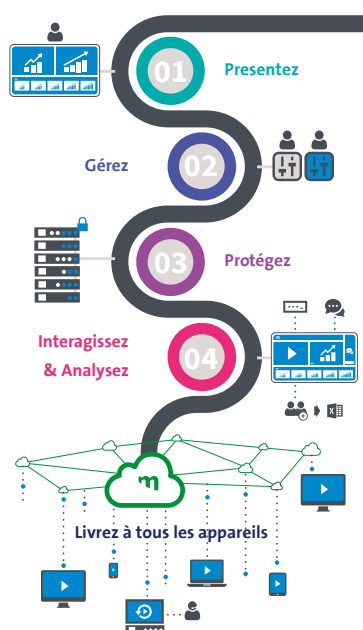 01
Presentez
Gérez
02
03
Protégez
Interagissez
& Analysez
04
X
m
Livrez à tous les appareils